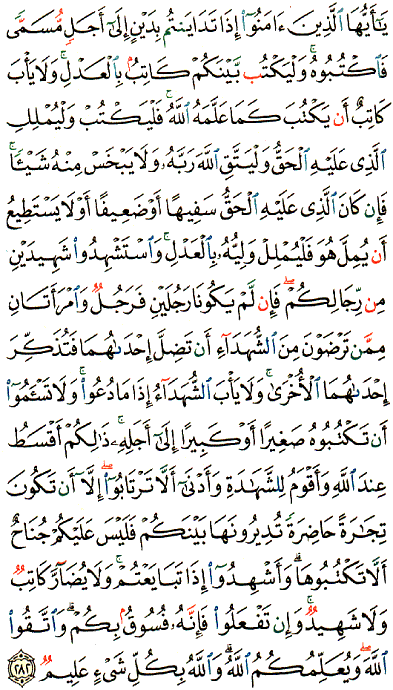 يَـٰٓأَيُّهَا ٱلَّذِينَ ءَامَنُوٓا۟ إِذَا تَدَايَنتُم بِدَيْنٍ إِلَىٰٓ أَجَلٍ مُّسَمًّى
فَٱكْتُبُوهُ ۚ وَلْيَكْتُب بَّيْنَكُمْ كَاتِبٌۢ بِٱلْعَدْلِ ۚ وَلَا يَأْبَ
كَاتِبٌ أَن يَكْتُبَ كَمَا عَلَّمَهُ ٱللَّهُ ۚ فَلْيَكْتُبْ وَلْيُمْلِلِ
ٱلَّذِى عَلَيْهِ ٱلْحَقُّ وَلْيَتَّقِ ٱللَّهَ رَبَّهُۥ وَلَا يَبْخَسْ مِنْهُ شَيْـًٔا ۚ
فَإِن كَانَ ٱلَّذِى عَلَيْهِ ٱلْحَقُّ سَفِيهًا أَوْ ضَعِيفًا أَوْ لَا يَسْتَطِيعُ
أَن يُمِلَّ هُوَ فَلْيُمْلِلْ وَلِيُّهُۥ بِٱلْعَدْلِ ۚ وَٱسْتَشْهِدُوا۟ شَهِيدَيْنِ
مِن رِّجَالِكُمْ ۖ فَإِن لَّمْ يَكُونَا رَجُلَيْنِ فَرَجُلٌ وَٱمْرَأَتَانِ
مِمَّن تَرْضَوْنَ مِنَ ٱلشُّهَدَآءِ أَن تَضِلَّ إِحْدَىٰهُمَا فَتُذَكِّرَ
إِحْدَىٰهُمَا ٱلْأُخْرَىٰ ۚ وَلَا يَأْبَ ٱلشُّهَدَآءُ إِذَا مَا دُعُوا۟ ۚ وَلَا تَسْـَٔمُوٓا۟
أَن تَكْتُبُوهُ صَغِيرًا أَوْ كَبِيرًا إِلَىٰٓ أَجَلِهِۦ ۚ ذَٰلِكُمْ أَقْسَطُ
عِندَ ٱللَّهِ وَأَقْوَمُ لِلشَّهَـٰدَةِ وَأَدْنَىٰٓ أَلَّا تَرْتَابُوٓا۟ ۖ إِلَّآ أَن تَكُونَ
تِجَـٰرَةً حَاضِرَةً تُدِيرُونَهَا بَيْنَكُمْ فَلَيْسَ عَلَيْكُمْ جُنَاحٌ
أَلَّا تَكْتُبُوهَا ۗ وَأَشْهِدُوٓا۟ إِذَا تَبَايَعْتُمْ ۚ وَلَا يُضَآرَّ كَاتِبٌ
وَلَا شَهِيدٌ ۚ وَإِن تَفْعَلُوا۟ فَإِنَّهُۥ فُسُوقٌۢ بِكُمْ ۗ وَٱتَّقُوا۟
ٱللَّهَ ۖ وَيُعَلِّمُكُمُ ٱللَّهُ ۗ وَٱللَّهُ بِكُلِّ شَىْءٍ عَلِيمٌ ٢٨٢